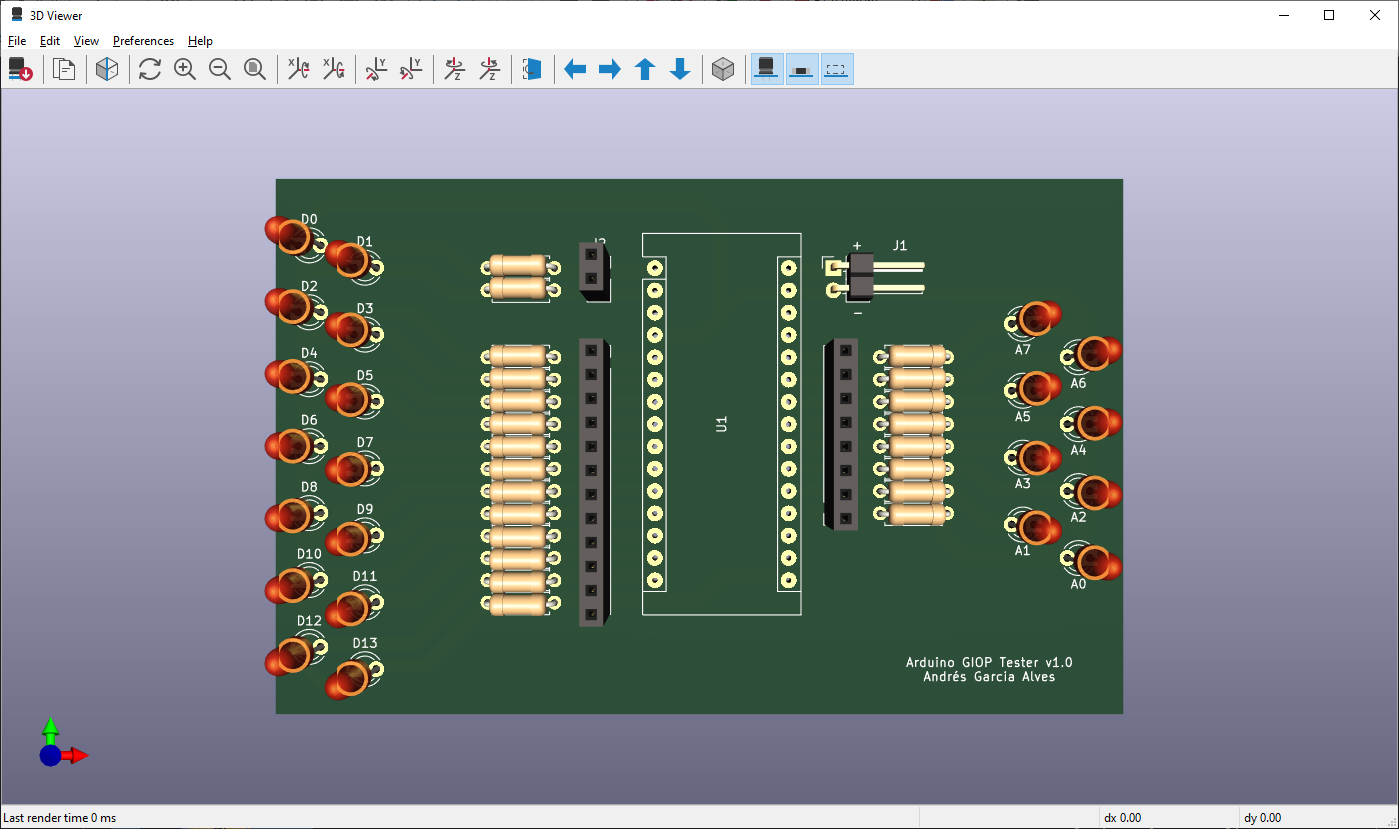 3D Viewer
File Edit View Preferences Help
D0
D1
D2
D3
D4
D5
D6
D7
D8
D9
D10
D11
D12
D13
+ J1
−
U1
A7
A6
A5
A4
A3
A2
A1
A0
Arduino GIOP Tester v1.0
Andrés Garcia Alves
Last render time 0 ms
dx 0.00
dy 0.00